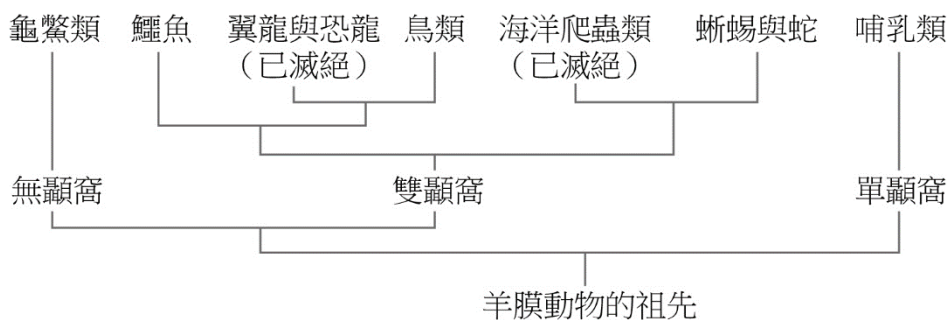 龜鱉類 鱷魚 翼龍與恐龍 鳥類 海洋爬蟲類 蜥蜴與蛇 哺乳類
(已滅絕) (已滅絕)
無顳窩 雙顳窩 單顳窩
羊膜動物的祖先